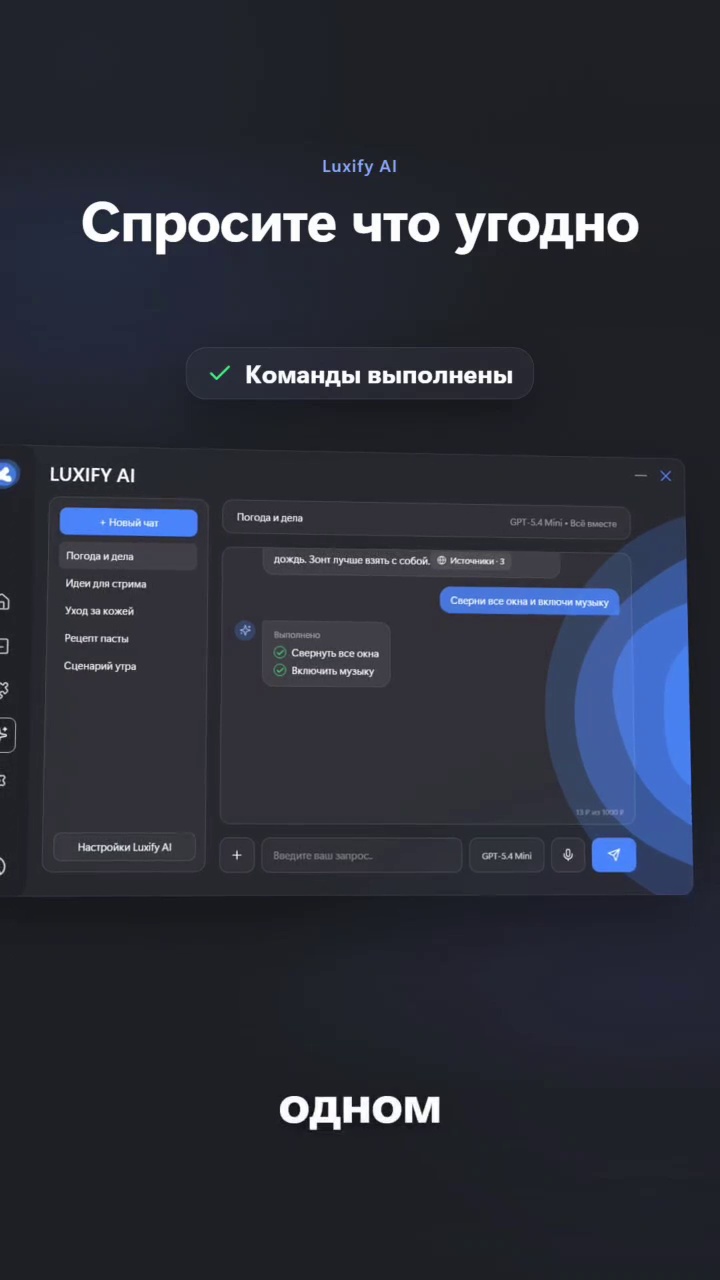 Luxify AI
Спросите что угодно
Команды выполнены
LUXIFY AI
+ Новый чат
Погода и дела
Идеи для стрима
Уход за кожей
Рецепт пасты
Сценарий утра
Настройки Luxify AI
Погода и дела
GPT-5.4 Mini • Всё вместе
дождь. Зонт лучше взять с собой. Источники · 3
Сверни все окна и включи музыку
Выполнено
Свернуть все окна
Включить музыку
13 ₽ из 1000 ₽
+
Введите ваш запрос..
GPT-5.4 Mini
одном